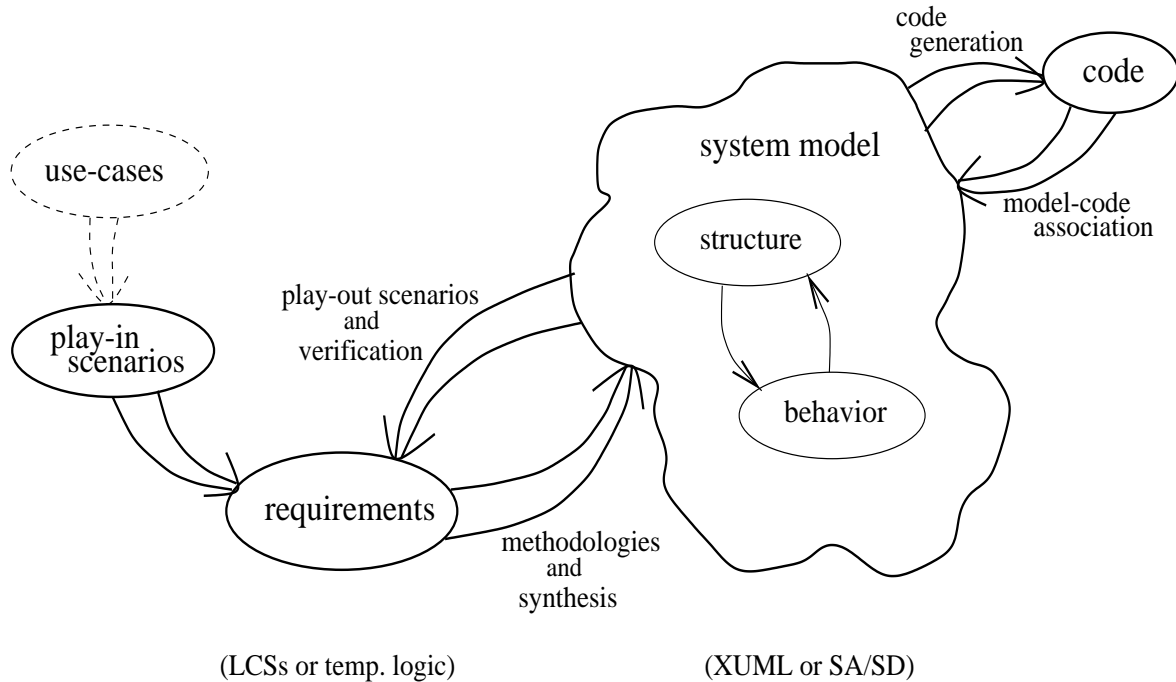 code
generation
code
system model
use-cases
model-code
association
structure
play-out scenarios
and
verification
play-in
scenarios
behavior
requirements
methodologies
and
synthesis
(LCSs or temp. logic)
(XUML or SA/SD)